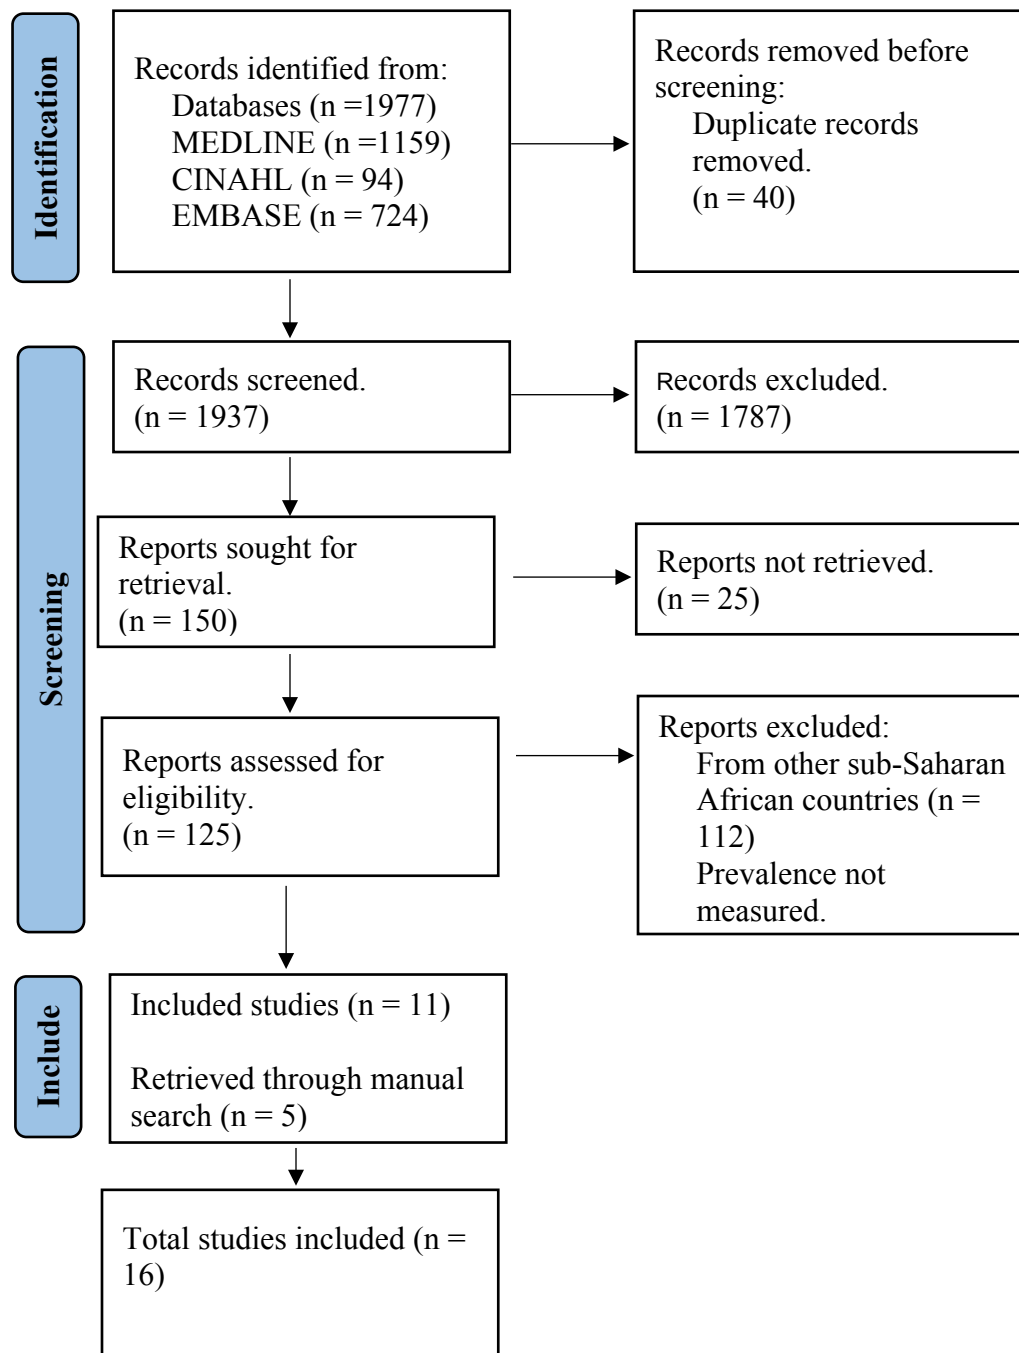 Identification
Records identified from:
Databases (n =1977)
MEDLINE (n =1159)
CINAHL (n = 94)
EMBASE (n = 724)
Records removed before
screening:
Duplicate records
removed.
(n = 40)
Screening
Records screened.
(n = 1937)
Records excluded.
(n = 1787)
Reports sought for
retrieval.
(n = 150)
Reports not retrieved.
(n = 25)
Reports assessed for
eligibility.
(n = 125)
Reports excluded:
From other sub-Saharan
African countries (n =
112)
Prevalence not
measured.
Include
Included studies (n = 11)
Retrieved through manual
search (n = 5)
Total studies included (n =
16)